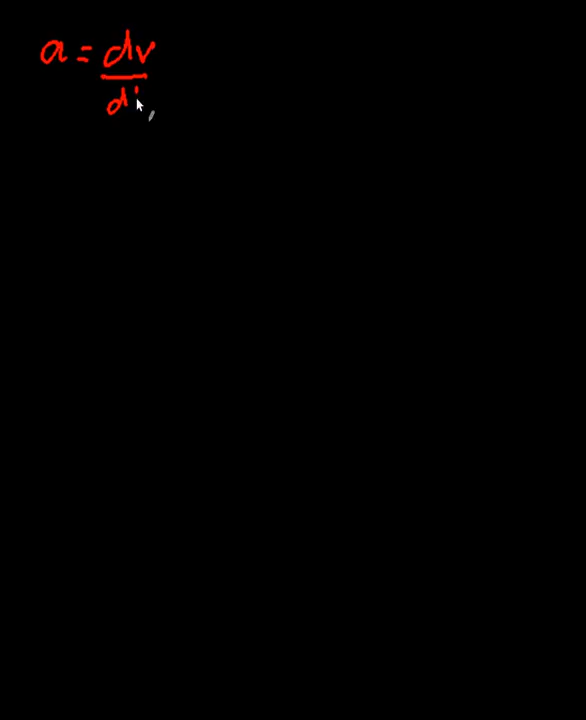 a = dv/d